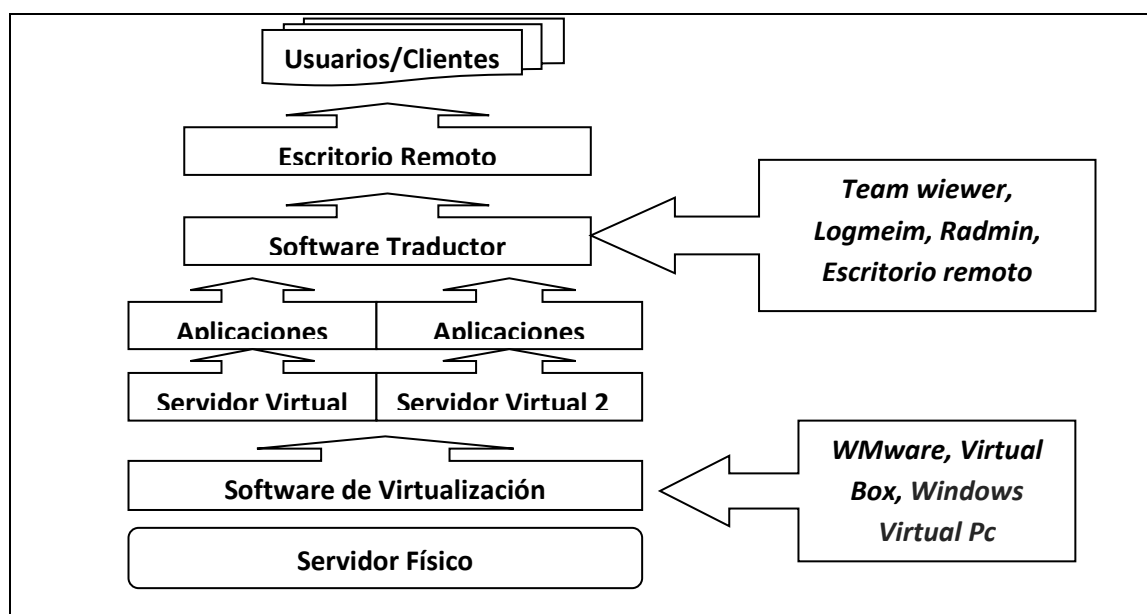 Usuarios/Clientes
Escritorio Remoto
Team wiewer,
Logmeim, Radmin,
Escritorio remoto
Software Traductor
Aplicaciones
Aplicaciones
Servidor Virtual
Servidor Virtual 2
WMware, Virtual
Box, Windows
Virtual Pc
Software de Virtualización
Servidor Físico